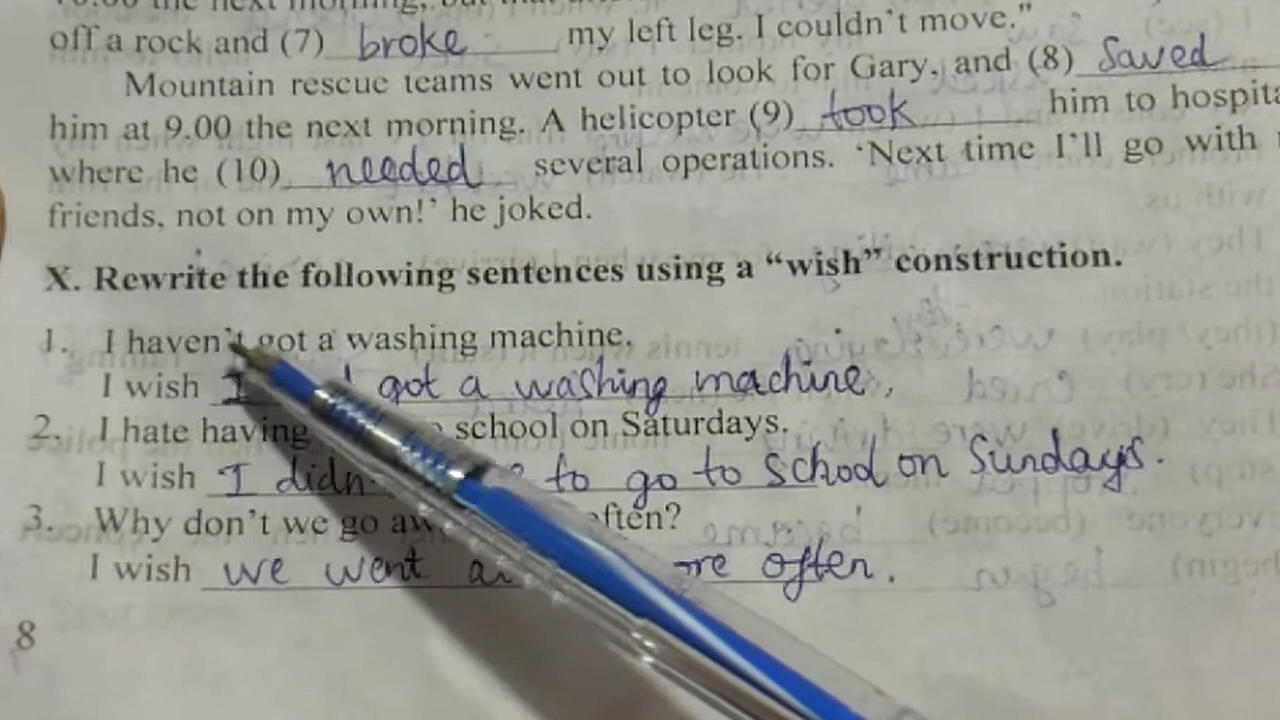 off a rock and (7) broke my left leg. I couldn't move."
Mountain rescue teams went out to look for Gary, and (8) Saved
him at 9.00 the next morning. A helicopter (9) took him to hospita
where he (10) needed several operations. 'Next time I'll go with
friends, not on my own!' he joked.
X. Rewrite the following sentences using a "wish" construction.
1. I haven't got a washing machine.
I wish I got a washing machine.
2. I hate having school on Saturdays.
I wish I didn to go to school on Sundays.
3. Why don't we go aw ften?
I wish we went re often.
8